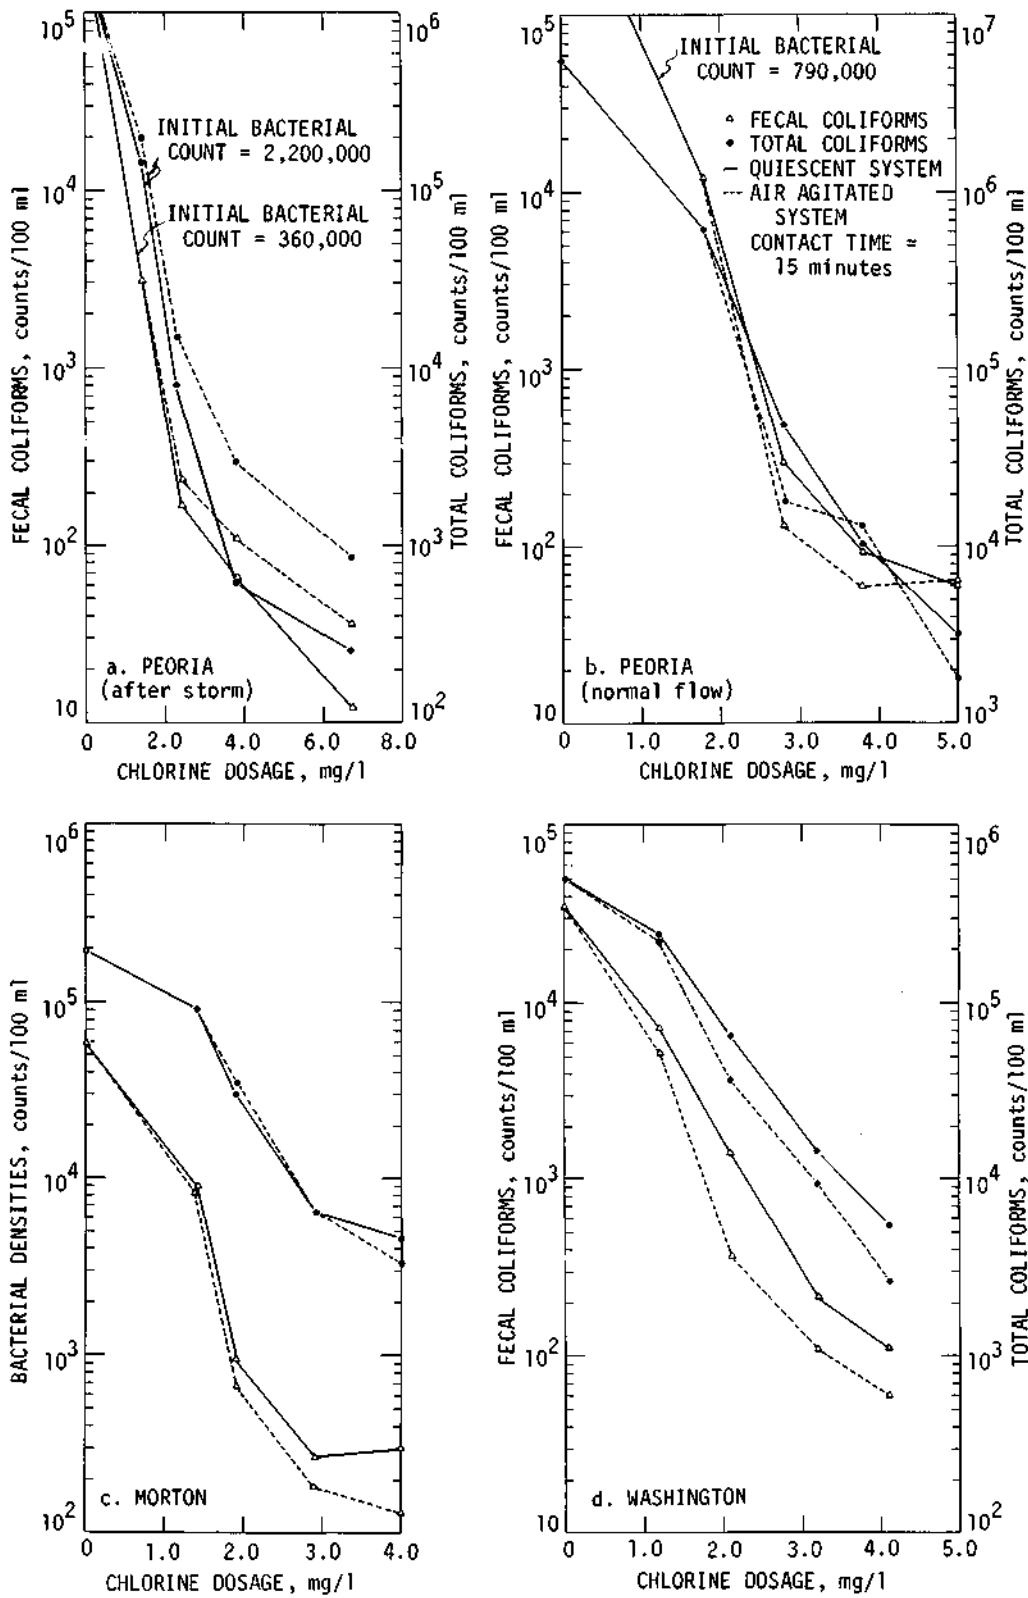 10^5
10^4
10^3
10^2
10
FECAL COLIFORMS, counts/100 ml
10^6
10^5
10^4
10^3
10^2
TOTAL COLIFORMS, counts/100 ml
INITIAL BACTERIAL
COUNT = 2,200,000
INITIAL BACTERIAL
COUNT = 360,000
a. PEORIA
(after storm)
0 2.0 4.0 6.0 8.0
CHLORINE DOSAGE, mg/l
10^5
10^4
10^3
10^2
10
FECAL COLIFORMS, counts/100 ml
10^7
10^6
10^5
10^4
10^3
TOTAL COLIFORMS, counts/100 ml
INITIAL BACTERIAL
COUNT = 790,000
FECAL COLIFORMS
TOTAL COLIFORMS
QUIESCENT SYSTEM
AIR AGITATED
SYSTEM
CONTACT TIME =
15 minutes
b. PEORIA
(normal flow)
0 1.0 2.0 3.0 4.0 5.0
CHLORINE DOSAGE, mg/l
10^6
10^5
10^4
10^3
10^2
BACTERIAL DENSITIES, counts/100 ml
c. MORTON
0 1.0 2.0 3.0 4.0
CHLORINE DOSAGE, mg/l
10^5
10^4
10^3
10^2
10
FECAL COLIFORMS, counts/100 ml
10^6
10^5
10^4
10^3
10^2
TOTAL COLIFORMS, counts/100 ml
d. WASHINGTON
0 1.0 2.0 3.0 4.0 5.0
CHLORINE DOSAGE, mg/l